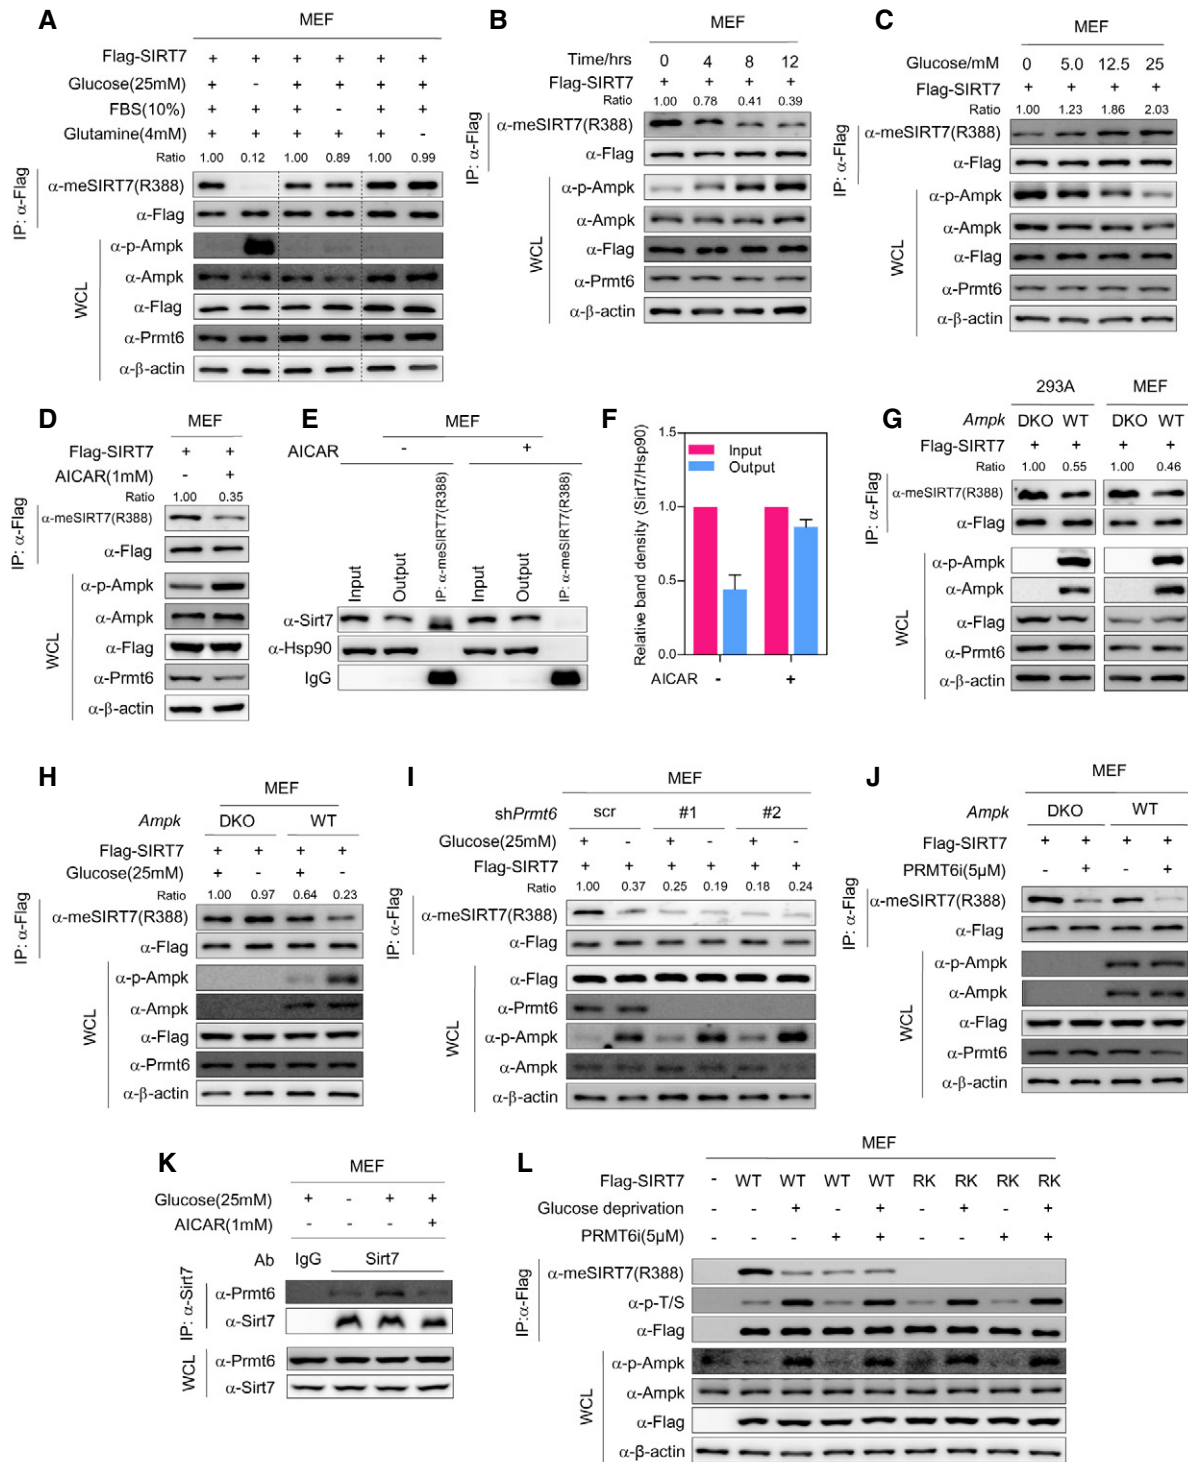 A
MEF
Flag-SIRT7 + + + + + +
Glucose(25mM) + - + + + +
FBS(10%) + + + - + +
Glutamine(4mM) + + + + + -
Ratio 1.00 0.12 1.00 0.89 1.00 0.99
IP: α-Flag
α-meSIRT7(R388)
α-Flag
WCL
α-p-Ampk
α-Ampk
α-Flag
α-Prmt6
α-β-actin
B
MEF
Time/hrs 0 4 8 12
Flag-SIRT7 + + + +
Ratio 1.00 0.78 0.41 0.39
IP: α-Flag
α-meSIRT7(R388)
α-Flag
WCL
α-p-Ampk
α-Ampk
α-Flag
α-Prmt6
α-β-actin
C
MEF
Glucose/mM 0 5.0 12.5 25
Flag-SIRT7 + + + +
Ratio 1.00 1.23 1.86 2.03
IP: α-Flag
α-meSIRT7(R388)
α-Flag
WCL
α-p-Ampk
α-Ampk
α-Flag
α-Prmt6
α-β-actin
D
MEF
Flag-SIRT7 + +
AICAR(1mM) - +
Ratio 1.00 0.35
IP: α-Flag
α-meSIRT7(R388)
α-Flag
WCL
α-p-Ampk
α-Ampk
α-Flag
α-Prmt6
α-β-actin
E
MEF
AICAR - +
Input Output IP: α-meSIRT7(R388) Input Output IP: α-meSIRT7(R388)
α-Sirt7
α-Hsp90
IgG
F
Relative band density (Sirt7/Hsp90)
1.5
1.0
0.5
0.0
Input
Output
AICAR - +
G
293A MEF
Ampk DKO WT DKO WT
Flag-SIRT7 + + + +
Ratio 1.00 0.55 1.00 0.46
IP: α-Flag
α-meSIRT7(R388)
α-Flag
WCL
α-p-Ampk
α-Ampk
α-Flag
α-Prmt6
α-β-actin
H
MEF
Ampk DKO WT
Flag-SIRT7 + + + +
Glucose(25mM) + - + -
Ratio 1.00 0.97 0.64 0.23
IP: α-Flag
α-meSIRT7(R388)
α-Flag
WCL
α-p-Ampk
α-Ampk
α-Flag
α-Prmt6
α-β-actin
I
MEF
shPrmt6 scr #1 #2
Glucose(25mM) + - + - + -
Flag-SIRT7 + + + + + +
Ratio 1.00 0.37 0.25 0.19 0.18 0.24
IP: α-Flag
α-meSIRT7(R388)
α-Flag
WCL
α-Flag
α-Prmt6
α-p-Ampk
α-Ampk
α-β-actin
J
MEF
Ampk DKO WT
Flag-SIRT7 + + + +
PRMT6i(5μM) - + - +
IP: α-Flag
α-meSIRT7(R388)
α-Flag
WCL
α-p-Ampk
α-Ampk
α-Flag
α-Prmt6
α-β-actin
K
MEF
Glucose(25mM) + - + +
AICAR(1mM) - - - +
Ab IgG Sirt7
IP: α-Sirt7
α-Prmt6
α-Sirt7
WCL
α-Prmt6
α-Sirt7
L
MEF
Flag-SIRT7 - WT WT WT WT RK RK RK RK
Glucose deprivation - - + - + - + - +
PRMT6i(5μM) - - - + + - - + +
IP:α-Flag
α-meSIRT7(R388)
α-p-T/S
α-Flag
WCL
α-p-Ampk
α-Ampk
α-Flag
α-β-actin